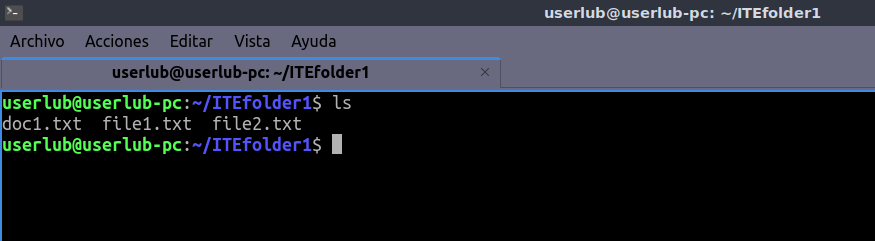 userlub@userlub-pc: ~/ITEfolder1
Archivo Acciones Editar Vista Ayuda
userlub@userlub-pc: ~/ITEfolder1 ×
userlub@userlub-pc:~/ITEfolder1$ ls
doc1.txt  file1.txt  file2.txt
userlub@userlub-pc:~/ITEfolder1$